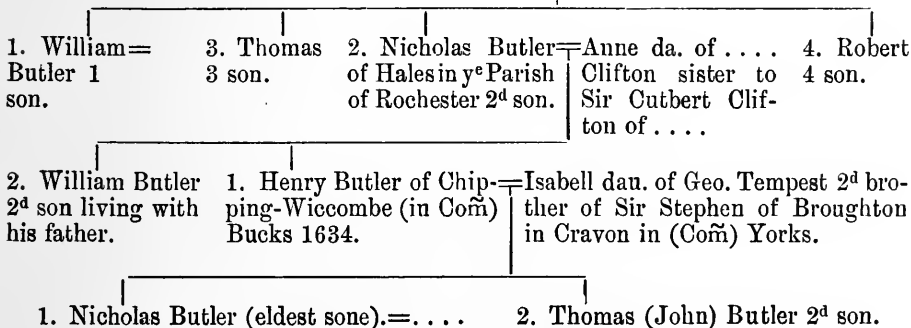 1. William=
Butler 1
son.
3. Thomas
3 son.
2. Nicholas Butler=
of Hales in yᵉ Parish
of Rochester 2ᵈ son.
Anne da. of . . . .
Clifton sister to
Sir Cutbert Clif-
ton of . . . .
4. Robert
4 son.
2. William Bntler
2ᵈ son living with
his father.
1. Henry Butler of Chip-=
ping-Wiccombe (in Com̃)
Bucks 1634.
Isabell dau. of Geo. Tempest 2ᵈ bro-
ther of Sir Stephen of Broughton
in Cravon in (Com̃) Yorks.
1. Nicholas Butler (eldest sone).=. . . .
2. Thomas (John) Butler 2ᵈ son.